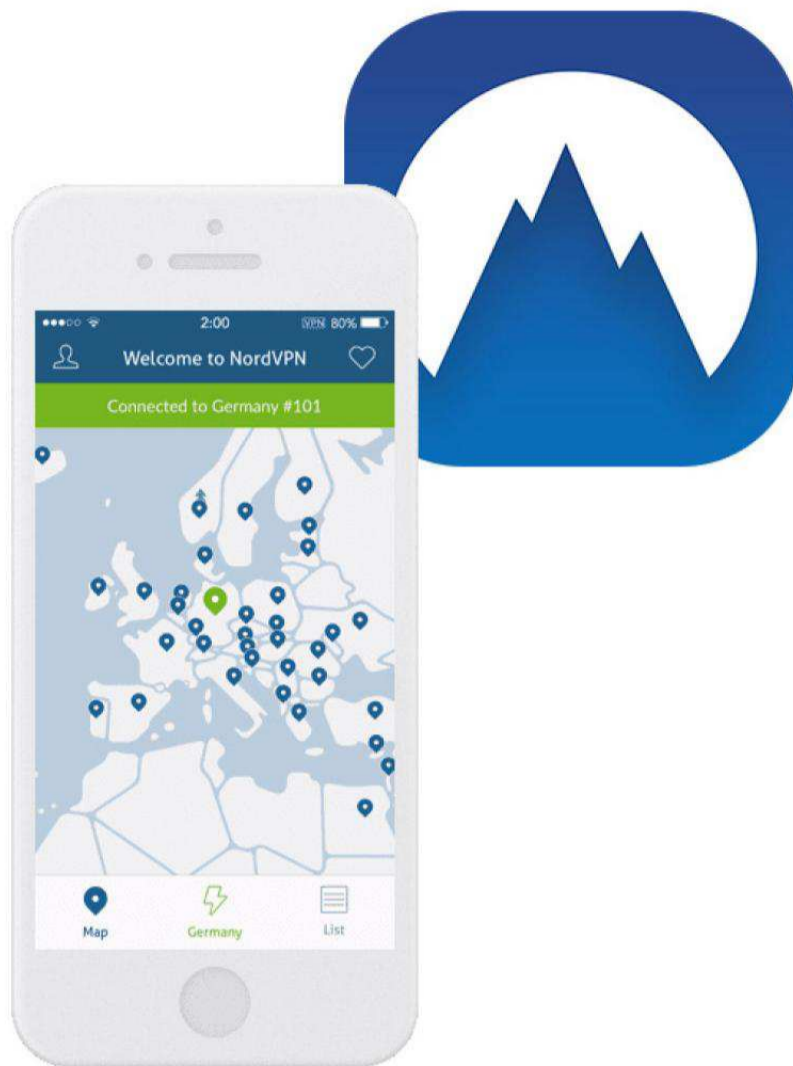 2:00 VPN 80%
Welcome to NordVPN
Connected to Germany #101
Map Germany List